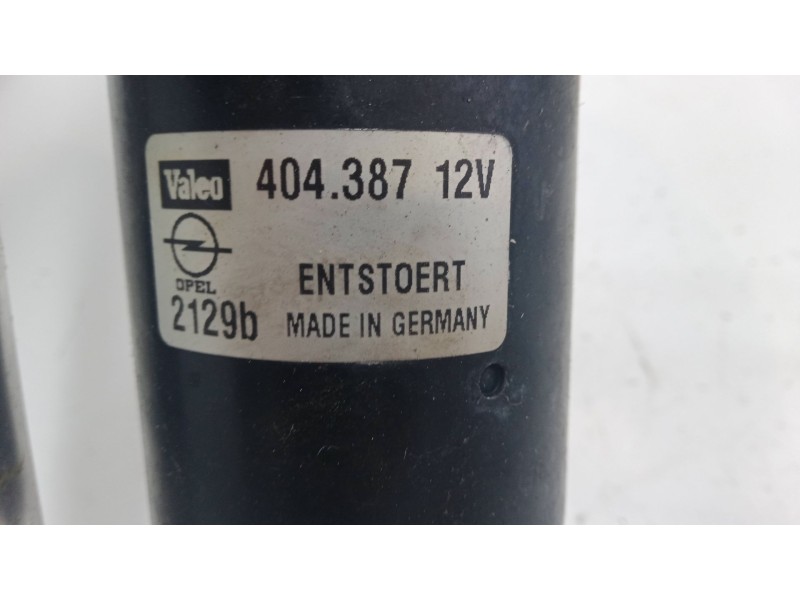 Valeo 404.387 12V
OPEL ENTSTOERT
2129b MADE IN GERMANY